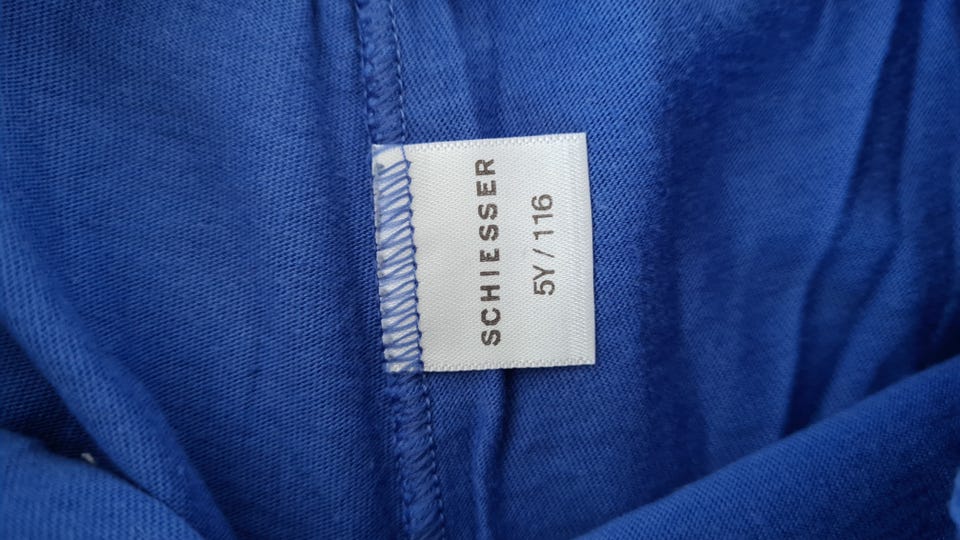 SCHIESSER
5Y / 116